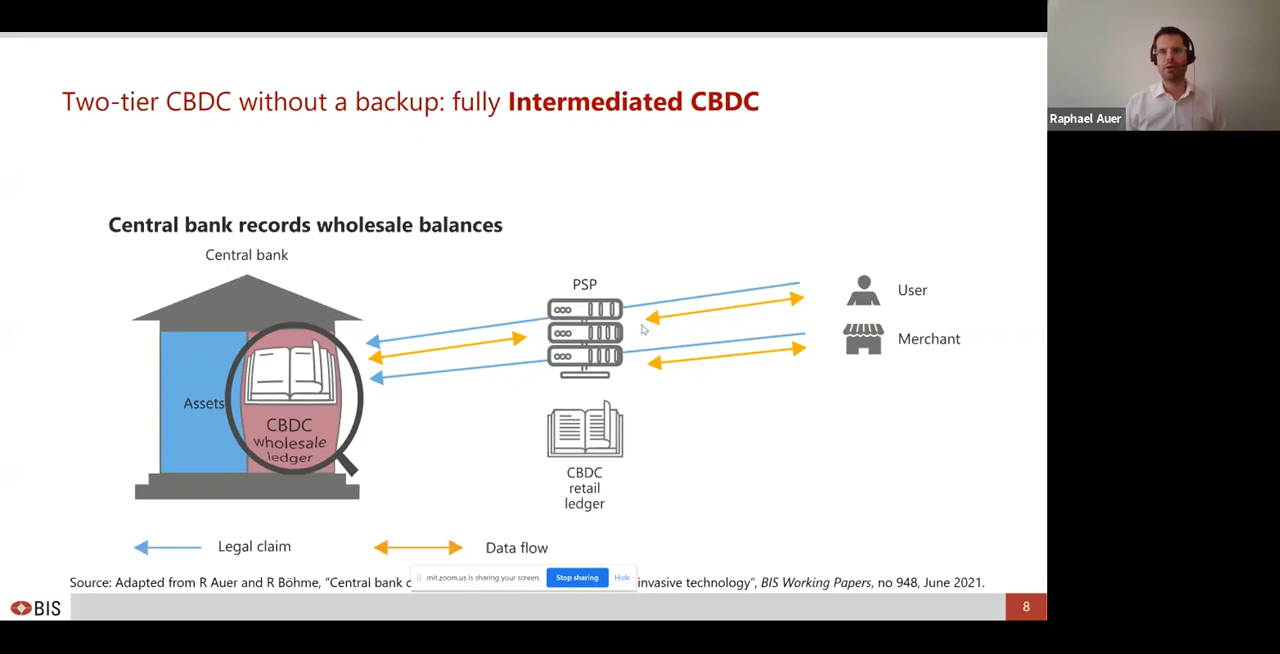 Two-tier CBDC without a backup: fully Intermediated CBDC
Raphael Auer
Central bank records wholesale balances
Central bank
PSP
User
Merchant
Assets
CBDC
wholesale
ledger
CBDC
retail
ledger
Legal claim
Data flow
mit.zoom.us is sharing your screen.
Stop sharing
Hide
Source: Adapted from R Auer and R Böhme, "Central bank invasive technology", BIS Working Papers, no 948, June 2021.
BIS
8